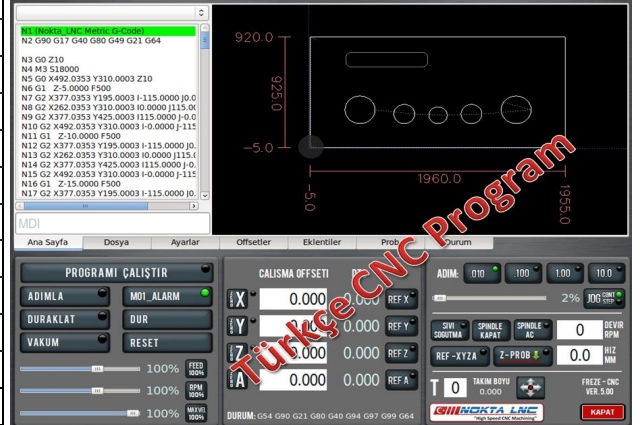 N1 (Nokta_LNC Metric G-Code)
N2 G90 G17 G40 G80 G49 G21 G64
N3 G0 Z10
N4 M3 S18000
N5 G0 X492.0353 Y310.0003 Z10
N6 G1 Z-5.0000 F500
N7 G2 X377.0353 Y195.0003 I-115.0000 J0.0
N8 G2 X262.0353 Y310.0003 I0.0000 J115.00
N9 G2 X377.0353 Y425.0003 I115.0000 J-0.0
N10 G2 X492.0353 Y310.0003 I-0.0000 J-115
N11 G1 Z-10.0000 F500
N12 G2 X377.0353 Y195.0003 I-115.0000 J0.
N13 G2 X262.0353 Y310.0003 I0.0000 J115.0
N14 G2 X377.0353 Y425.0003 I115.0000 J-0.
N15 G2 X492.0353 Y310.0003 I-0.0000 J-115
N16 G1 Z-15.0000 F500
N17 G2 X377.0353 Y195.0003 I-115.0000 J0.
MDI
920.0
925.0
-5.0
1960.0
-5.0
1955.0
Türkçe CNC Program
Ana Sayfa Dosya Ayarlar Offsetler Eklentiler Prob Durum
PROGRAMI ÇALIŞTIR
ADIMLA M01_ALARM
DURAKLAT DUR
VAKUM RESET
100% FEED 100%
100% RPM 100%
100% MAX VEL 100%
CALISMA OFFSETI
X 0.000 0.000 REF X
Y 0.000 REF Y
Z 0.000 REF Z
A 0.000 0.000 REF A
DURUM: G54 G90 G21 G80 G40 G94 G97 G99 G64
ADIM: 010 100 1.00 10.0
2% JOG CONT STEP
SIVI SOGUTMA SPINDLE KAPAT SPINDLE AC 0 DEVIR RPM
REF-XYZA Z-PROB 0.0 HIZ MM
T 0 TAKIM BOYU 0.000
FREZE - CNC
VER. 5.00
NOKTA LNC
"High Speed CNC Machining"
KAPAT